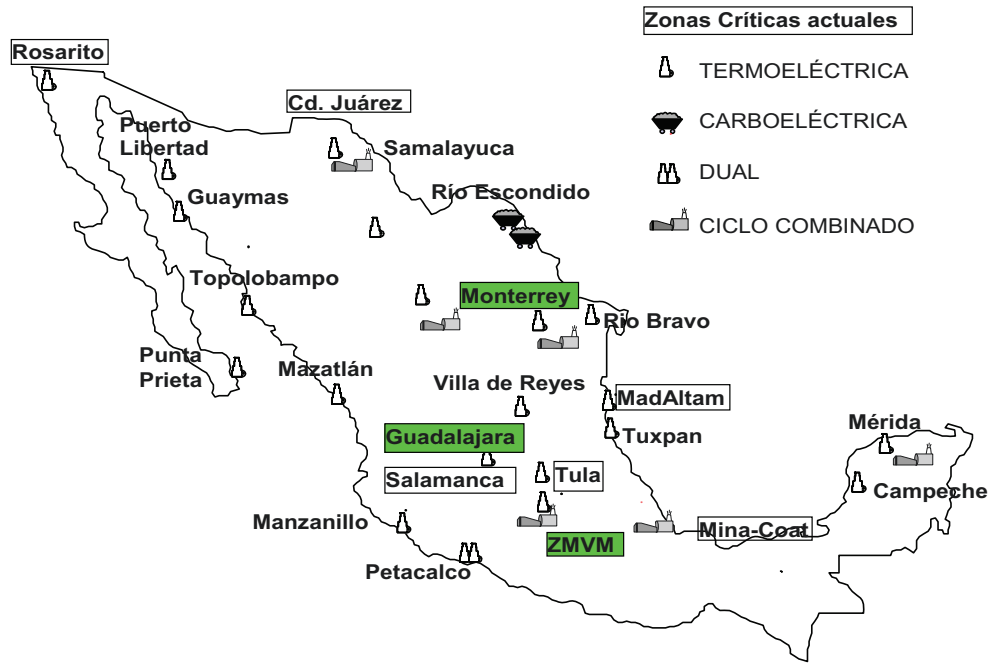 Zonas Críticas actuales
TERMOELÉCTRICA
CARBOELÉCTRICA
DUAL
CICLO COMBINADO
Rosarito
Cd. Juárez
Puerto
Libertad
Samalayuca
Guaymas
Río Escondido
Topolobampo
Monterrey
Río Bravo
Punta
Prieta
Mazatlán
Villa de Reyes
MadAltam
Guadalajara
Tuxpan
Mérida
Salamanca
Tula
Campeche
Manzanillo
Mina-Coat
ZMVM
Petacalco